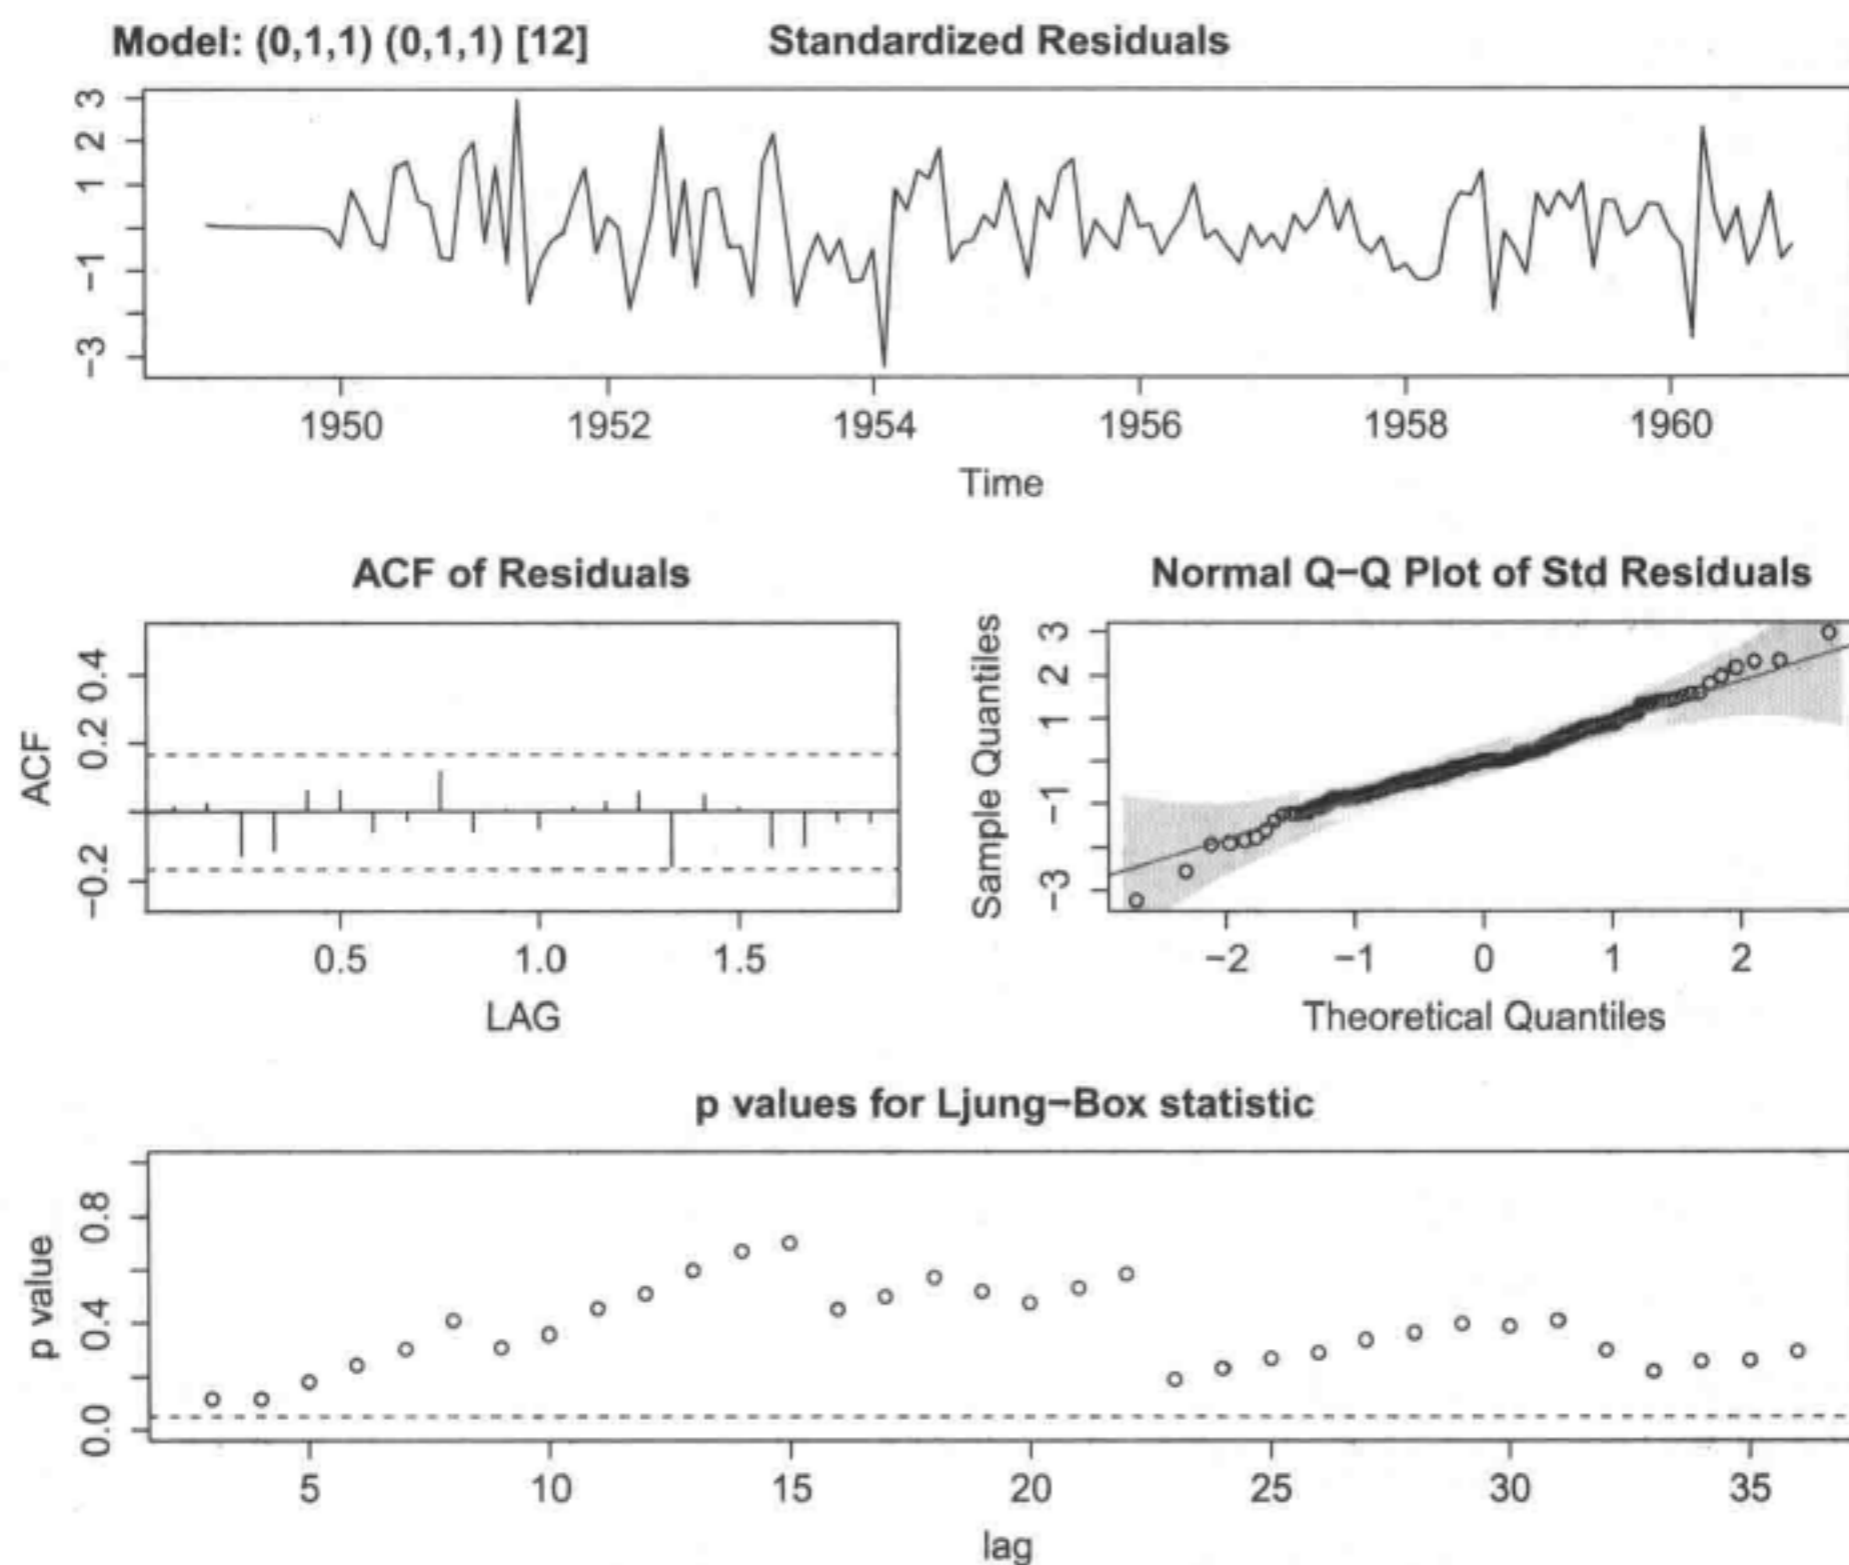 Model: (0,1,1) (0,1,1) [12] Standardized Residuals
3
2
1
−1
−3
1950 1952 1954 1956 1958 1960
Time
ACF of Residuals
ACF
0.4
0.2
−0.2
0.5 1.0 1.5
LAG
Normal Q−Q Plot of Std Residuals
Sample Quantiles
3
2
1
−1
−3
−2 −1 0 1 2
Theoretical Quantiles
p values for Ljung−Box statistic
p value
0.8
0.4
0.0
5 10 15 20 25 30 35
lag